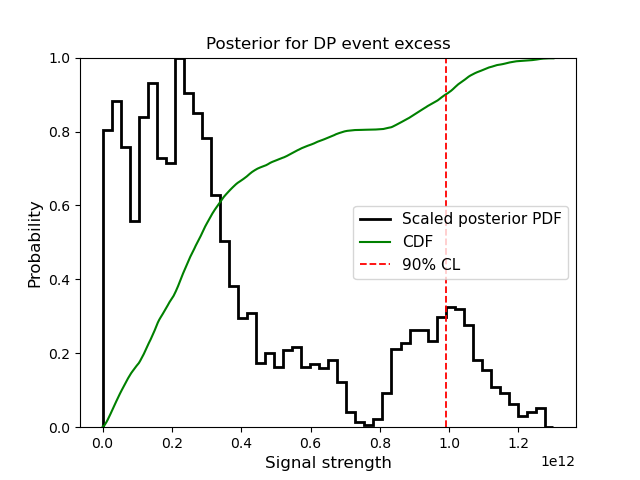 Posterior for DP event excess
Probability
1.0
0.8
0.6
0.4
0.2
0.0
Scaled posterior PDF
CDF
90% CL
0.0 0.2 0.4 0.6 0.8 1.0 1.2
1e12
Signal strength